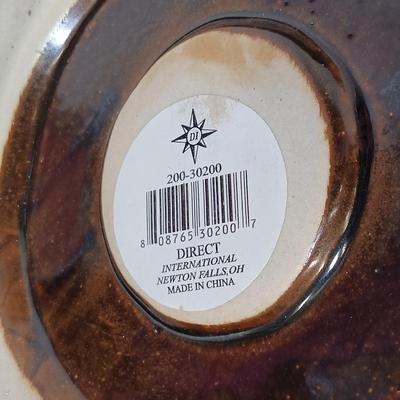 DI
200-30200
8 08765 30200 7
DIRECT
INTERNATIONAL
NEWTON FALLS, OH
MADE IN CHINA